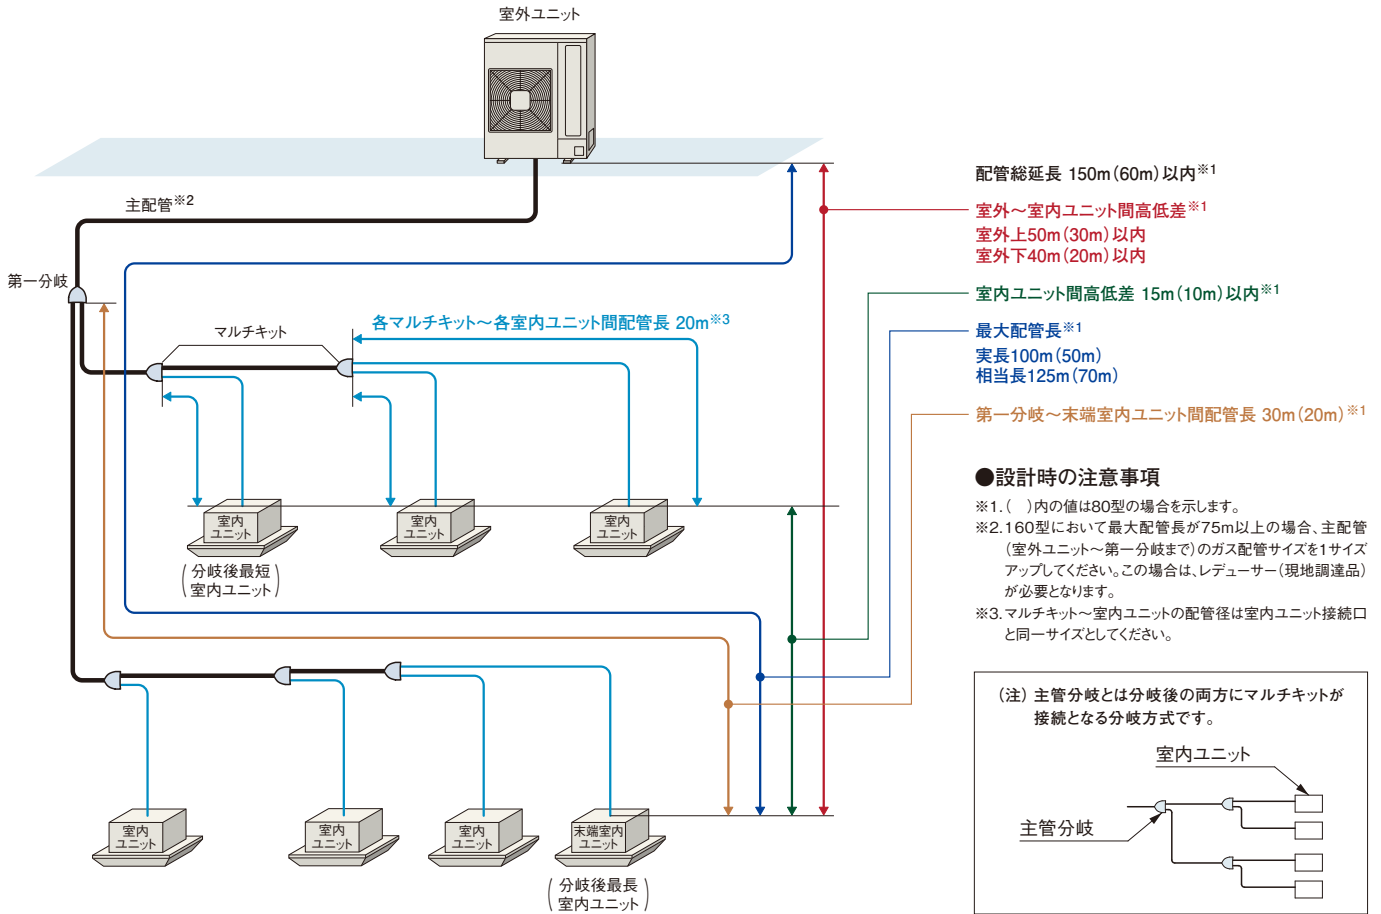 室外ユニット
主配管※2
第一分岐
マルチキット
各マルチキット～各室内ユニット間配管長 20m※3
室内
ユニット
(分岐後最短
室内ユニット)
室内
ユニット
室内
ユニット
室内
ユニット
室内
ユニット
室内
ユニット
末端室内
ユニット
(分岐後最長
室内ユニット)
配管総延長 150m(60m)以内※1
室外～室内ユニット間高低差※1
室外上50m(30m)以内
室外下40m(20m)以内
室内ユニット間高低差 15m(10m)以内※1
最大配管長※1
実長100m(50m)
相当長125m(70m)
第一分岐～末端室内ユニット間配管長 30m(20m)※1
●設計時の注意事項
※1.(　)内の値は80型の場合を示します。
※2.160型において最大配管長が75m以上の場合、主配管
(室外ユニット～第一分岐まで)のガス配管サイズを1サイズ
アップしてください。この場合は、レデューサー(現地調達品)
が必要となります。
※3.マルチキット～室内ユニットの配管径は室内ユニット接続口
と同一サイズとしてください。
(注) 主管分岐とは分岐後の両方にマルチキットが
接続となる分岐方式です。
室内ユニット
主管分岐